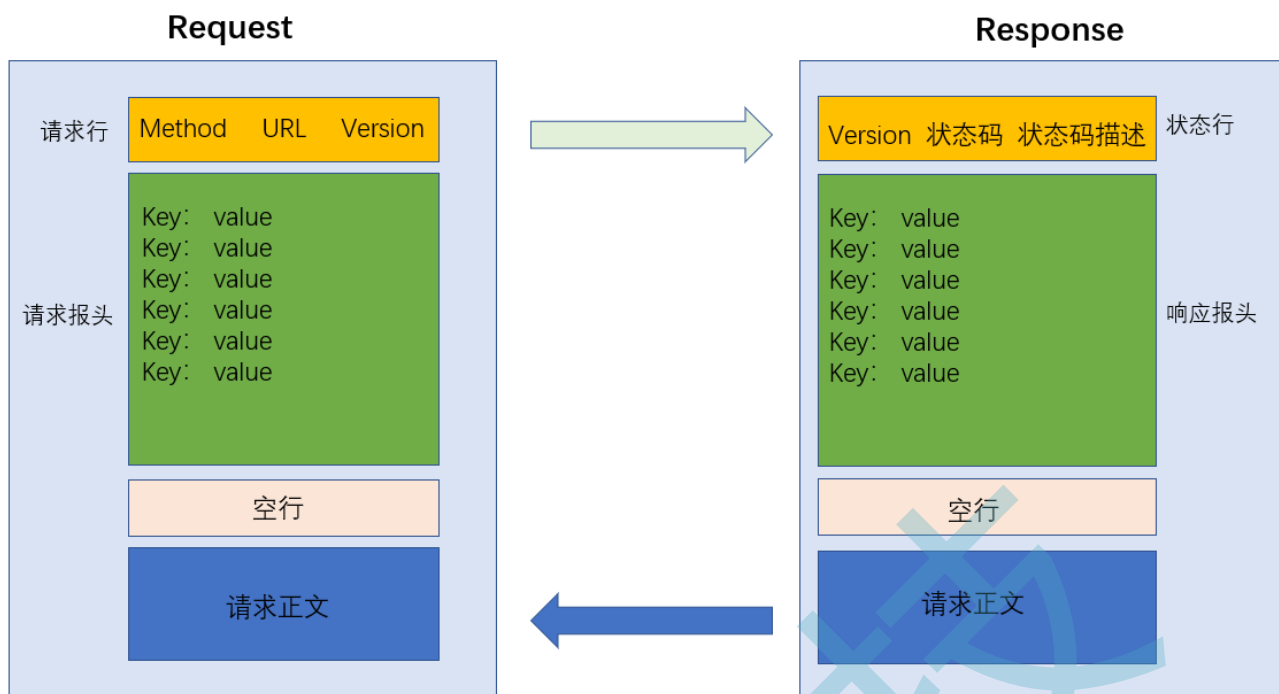 Request
请求行
Method URL Version
请求报头
Key： value
Key： value
Key： value
Key： value
Key： value
Key： value
空行
请求正文
Response
Version 状态码 状态码描述
状态行
Key： value
Key： value
Key： value
Key： value
Key： value
Key： value
响应报头
空行
请求正文